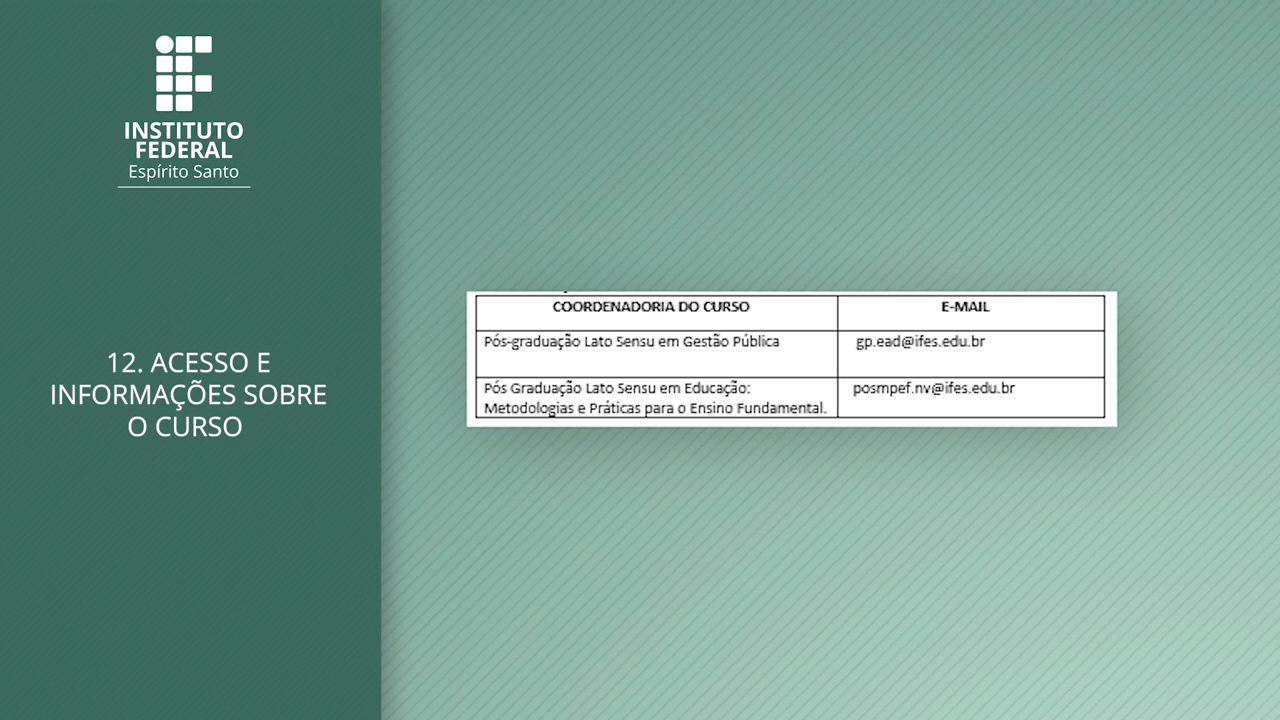 INSTITUTO
FEDERAL
Espírito Santo
12. ACESSO E
INFORMAÇÕES SOBRE
O CURSO
COORDENADORIA DO CURSO
E-MAIL
Pós-graduação Lato Sensu em Gestão Pública
gp.ead@ifes.edu.br
Pós Graduação Lato Sensu em Educação:
Metodologias e Práticas para o Ensino Fundamental.
posmpef.nv@ifes.edu.br